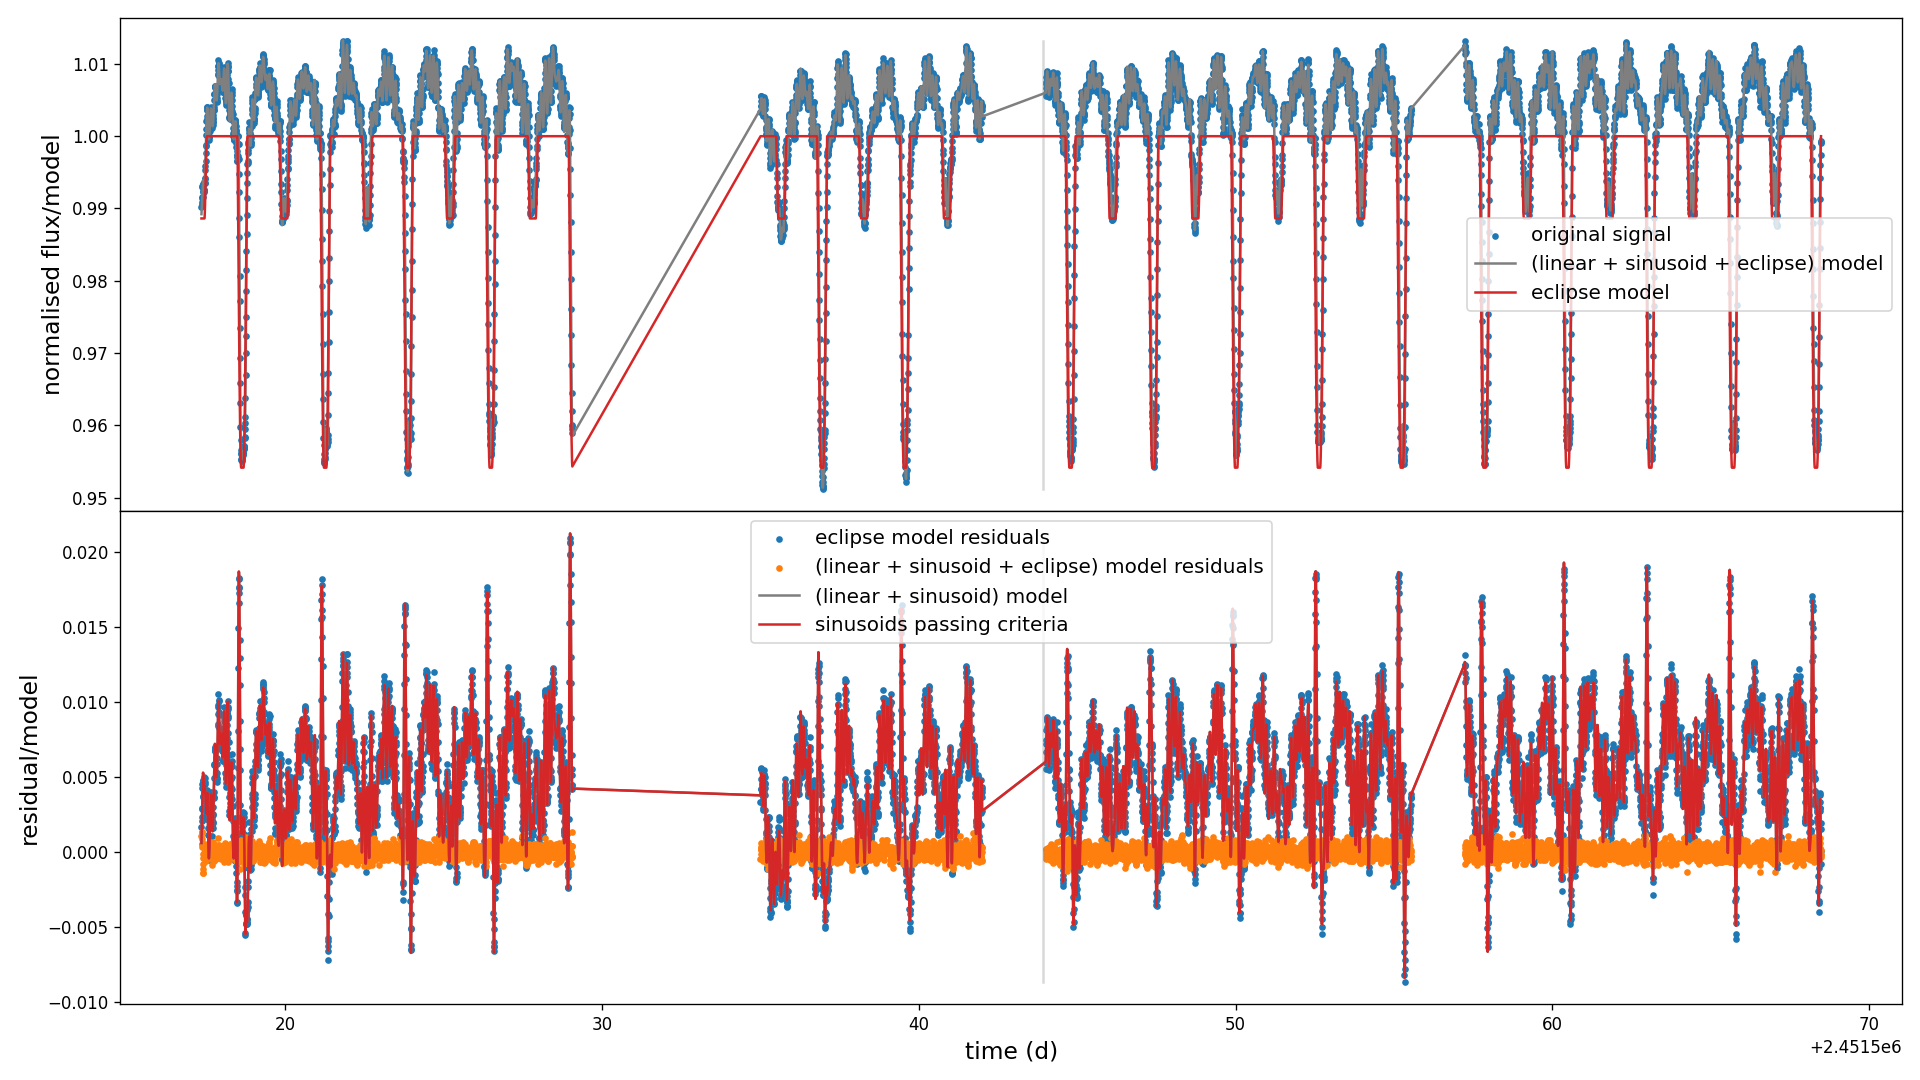 normalised flux/model
1.01
1.00
0.99
0.98
0.97
0.96
0.95
original signal
(linear + sinusoid + eclipse) model
eclipse model
residual/model
0.020
0.015
0.010
0.005
0.000
−0.005
−0.010
eclipse model residuals
(linear + sinusoid + eclipse) model residuals
(linear + sinusoid) model
sinusoids passing criteria
20 30 40 50 60 70
time (d)
+2.4515e6